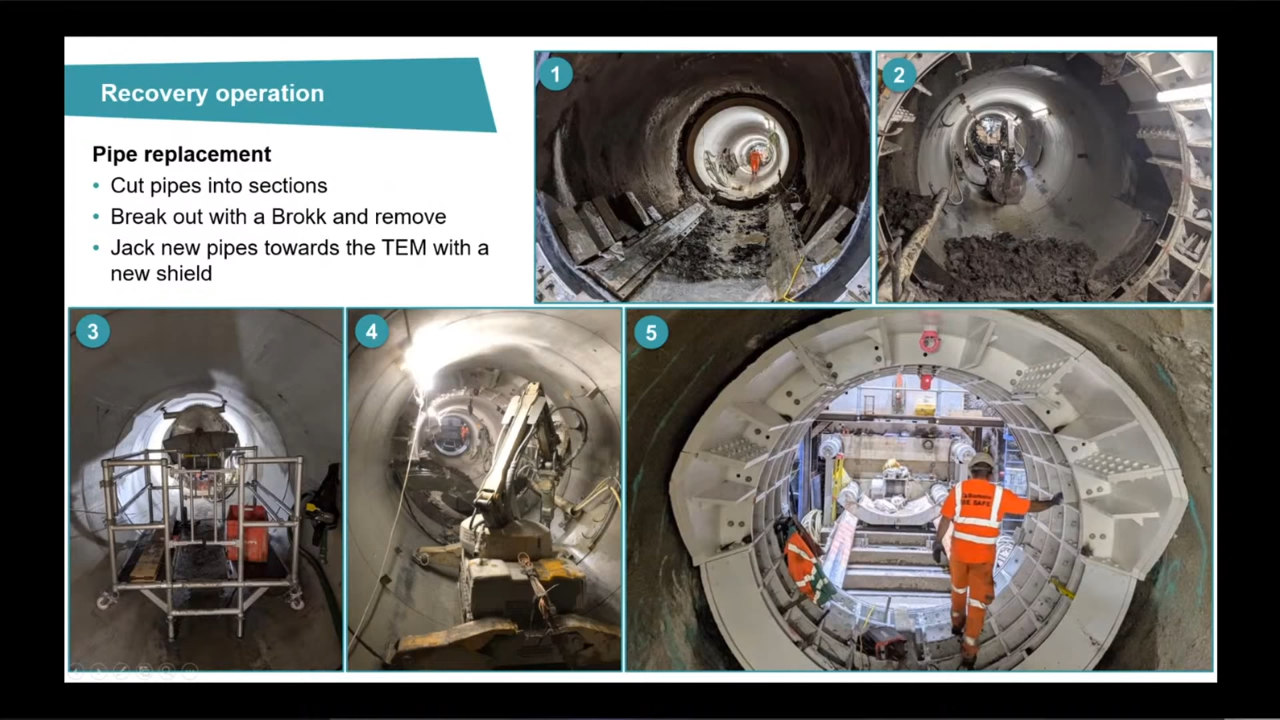 Recovery operation
Pipe replacement
• Cut pipes into sections
• Break out with a Brokk and remove
• Jack new pipes towards the TEM with a
new shield
1
2
3
4
5
BE SAFE